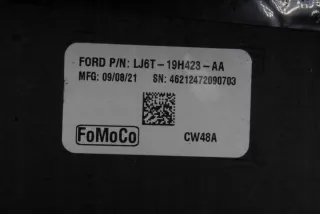 FORD P/N: LJ6T-19H423-AA
MFG: 09/08/21 SN: 46212472090703
FoMoCo CW48A